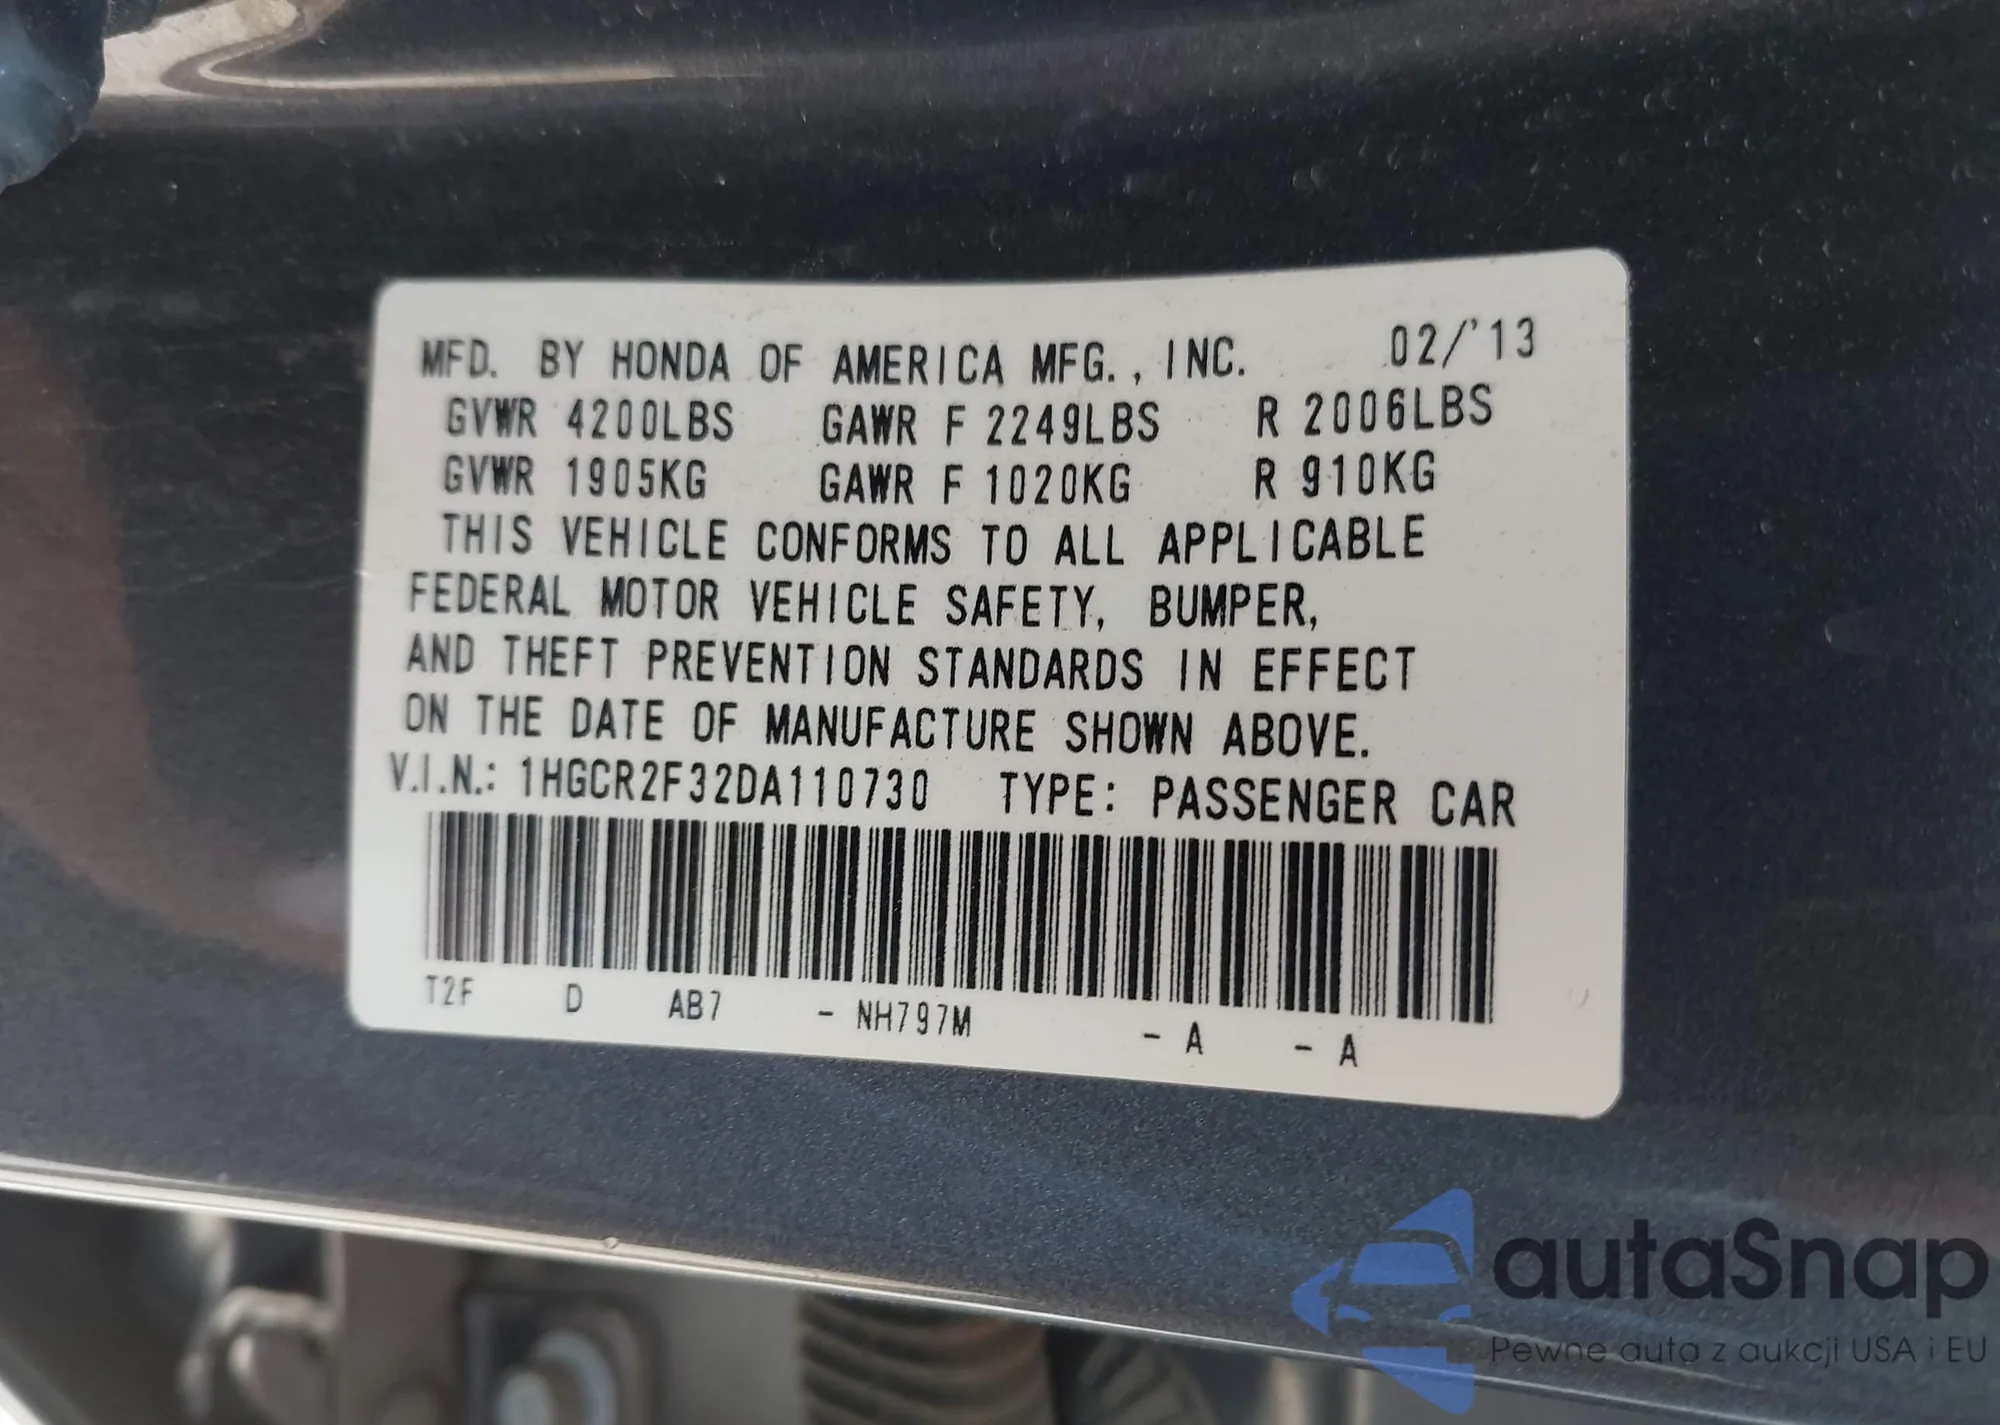 MFD. BY HONDA OF AMERICA MFG., INC. 02/'13
GVWR 4200LBS GAWR F 2249LBS R 2006LBS
GVWR 1905KG GAWR F 1020KG R 910KG
THIS VEHICLE CONFORMS TO ALL APPLICABLE
FEDERAL MOTOR VEHICLE SAFETY, BUMPER,
AND THEFT PREVENTION STANDARDS IN EFFECT
ON THE DATE OF MANUFACTURE SHOWN ABOVE.
V.I.N.: 1HGCR2F32DA110730 TYPE: PASSENGER CAR
T2F D AB7 - NH797M - A - A
autaSnap
Pewne auta z aukcji USA i EU